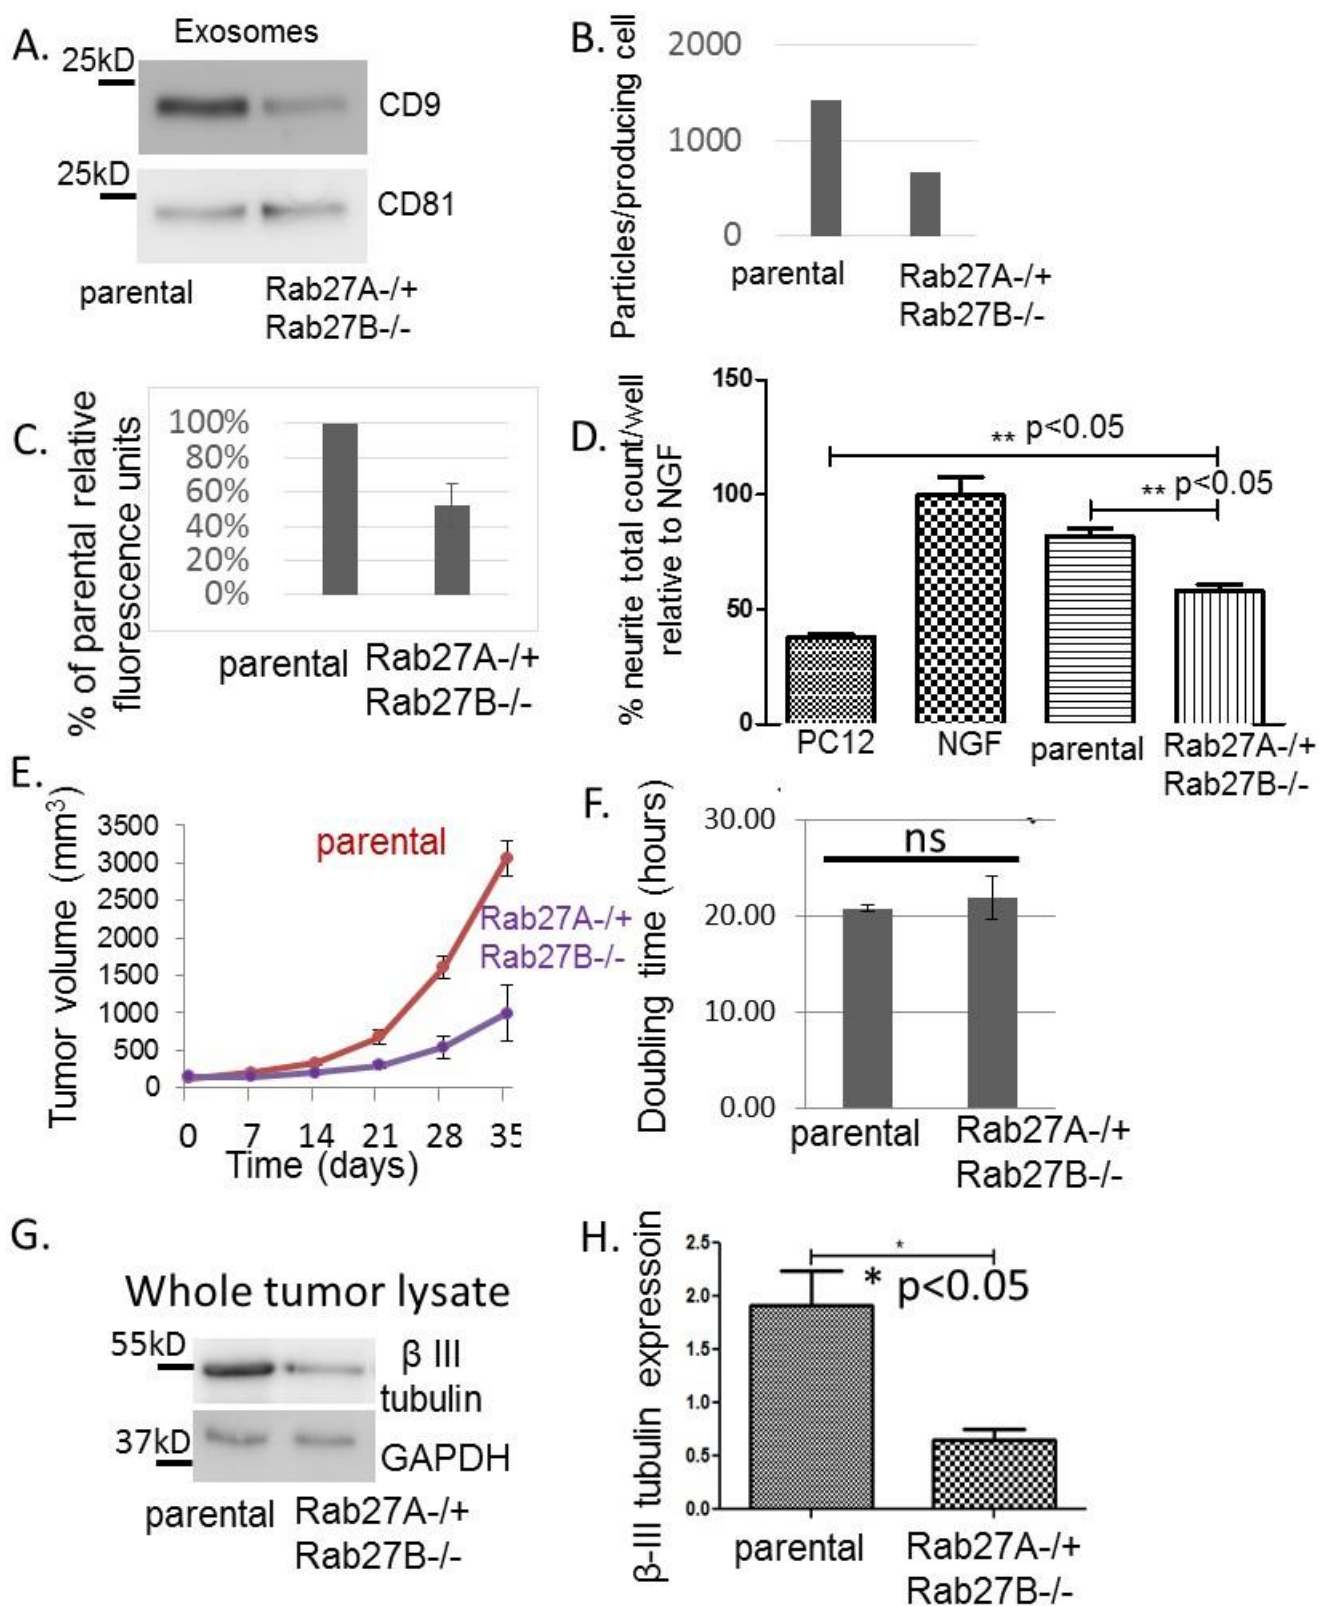 A.
Exosomes
25kD
CD9
25kD
CD81
parental
Rab27A-/+
Rab27B-/-
B.
Particles/producing cell
2000
1000
0
parental
Rab27A-/+
Rab27B-/-
C.
% of parental relative
fluorescence units
100%
80%
60%
40%
20%
0%
parental
Rab27A-/+
Rab27B-/-
D.
% neurite total count/well
relative to NGF
150
100
50
0
** p<0.05
** p<0.05
PC12
NGF
parental
Rab27A-/+
Rab27B-/-
E.
Tumor volume (mm³)
3500
3000
2500
2000
1500
1000
500
0
parental
Rab27A-/+
Rab27B-/-
0 7 14 21 28 35
Time (days)
F.
Doubling time (hours)
30.00
20.00
10.00
0.00
ns
parental
Rab27A-/+
Rab27B-/-
G.
Whole tumor lysate
55kD
β III
tubulin
37kD
GAPDH
parental
Rab27A-/+
Rab27B-/-
H.
β-III tubulin expressoin
2.5
2.0
1.5
1.0
0.5
0.0
*
* p<0.05
parental
Rab27A-/+
Rab27B-/-